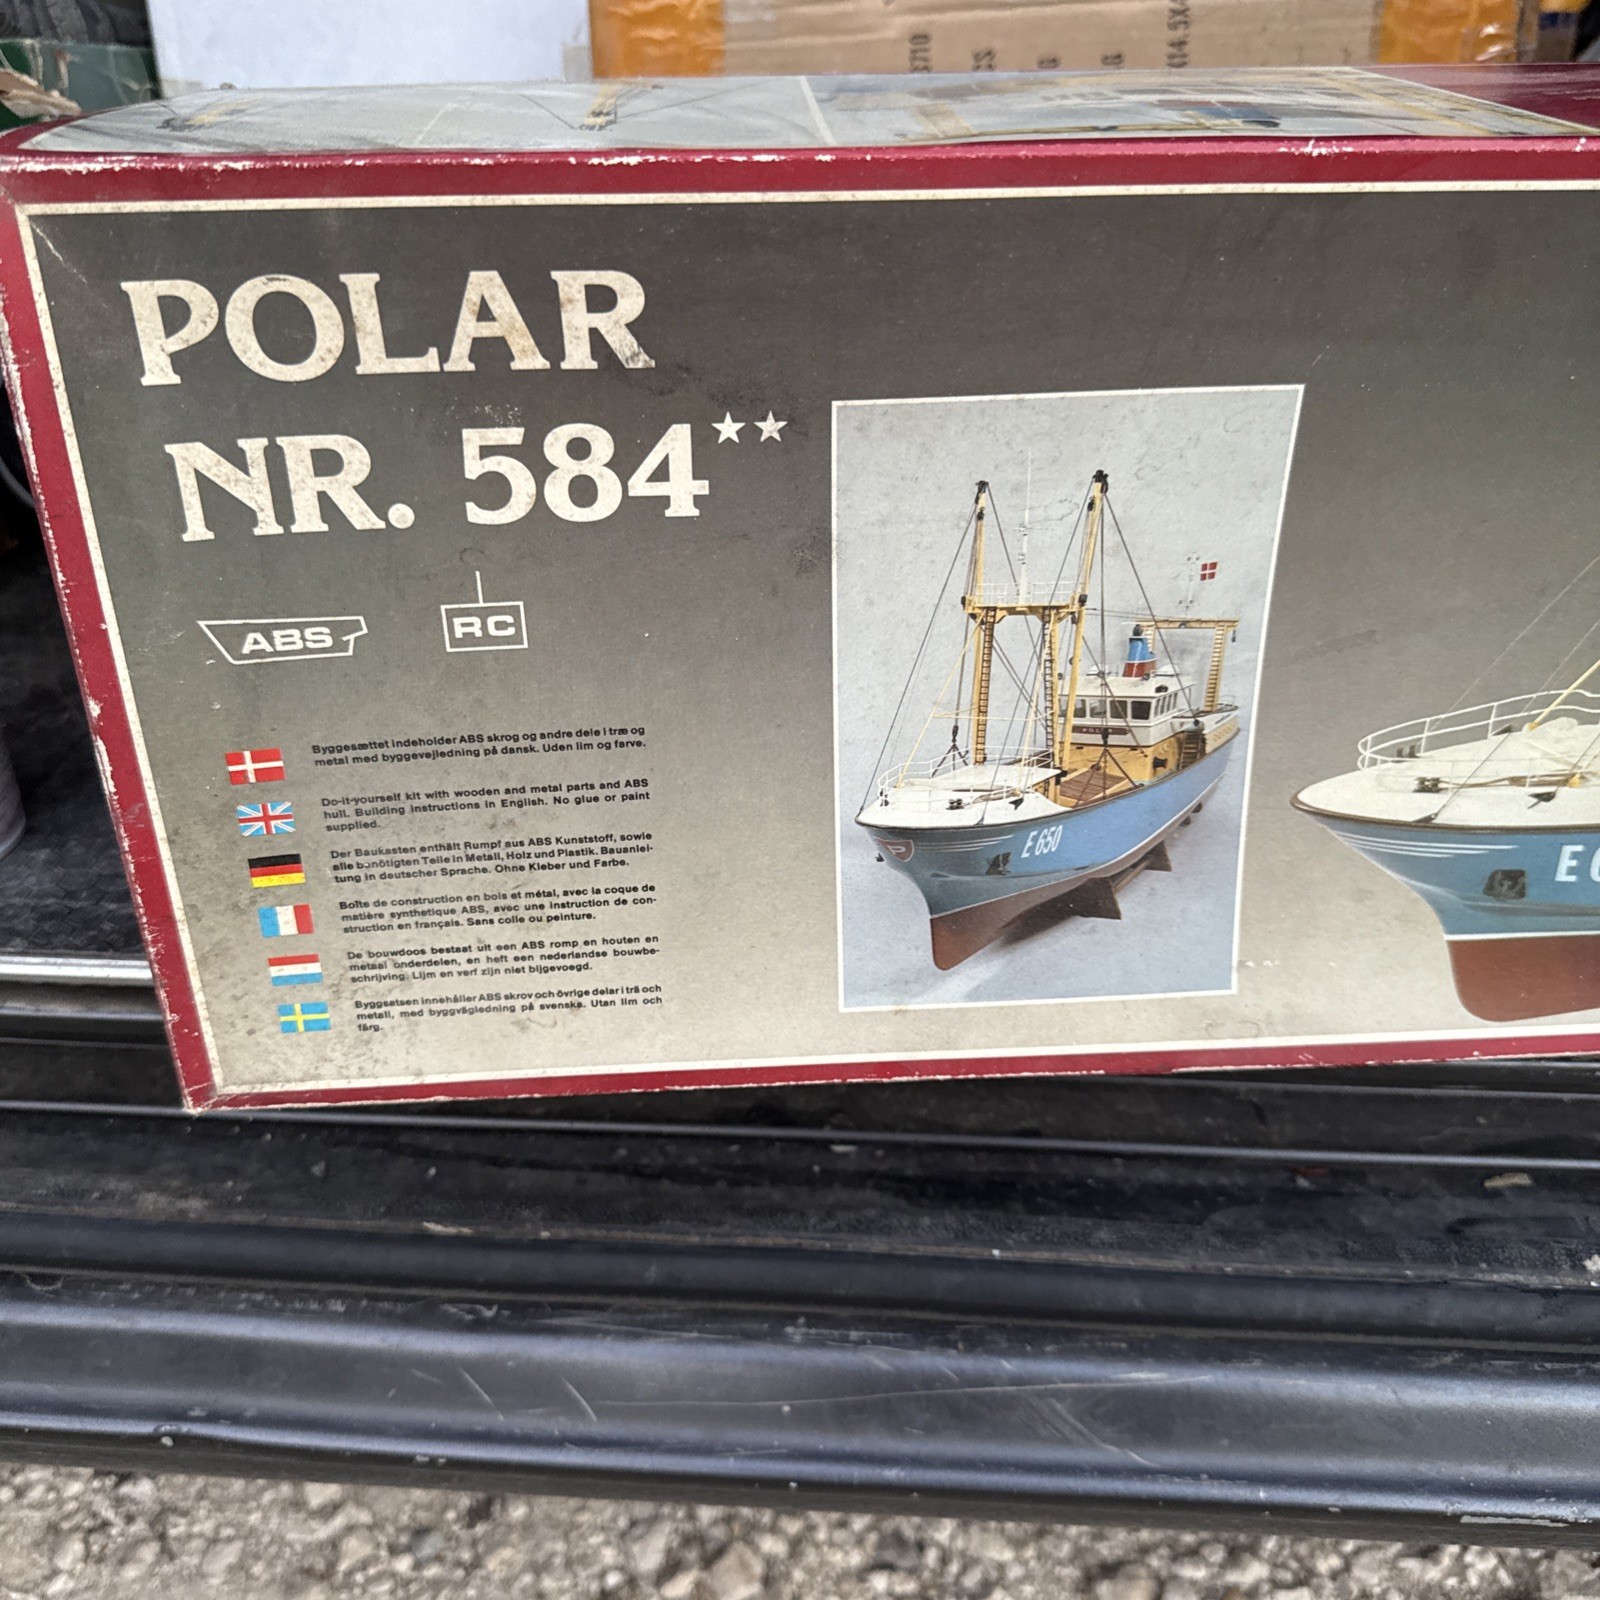 3710
POLAR
NR. 584**
ABS
RC
Byggesættet indeholder ABS skrog og andre dele i træ og
metal med byggevejledning på dansk. Uden lim og farve.
Do-it-yourself kit with wooden and metal parts and ABS
hull. Building instructions in English. No glue or paint
supplied.
Der Baukasten enthält Rumpf aus ABS Kunststoff, sowie
alle benötigten Teile in Metall, Holz und Plastik. Bauanlei-
tung in deutscher Sprache. Ohne Kleber und Farbe.
Boîte de construction en bois et métal, avec la coque de
matière synthetique ABS, avec une instruction de con-
struction en français. Sans colle ou peinture.
De bouwdoos bestaat uit een ABS romp en houten en
metaal onderdelen, en heft een nederlandse bouwbe-
schrijving. Lijm en verf zijn niet bijgevoegd.
Byggsatsen innehåller ABS skrov och övrige delar i trä och
metall, med byggvägledning på svenska. Utan lim och
färg.
POLAR
E 650
P
E